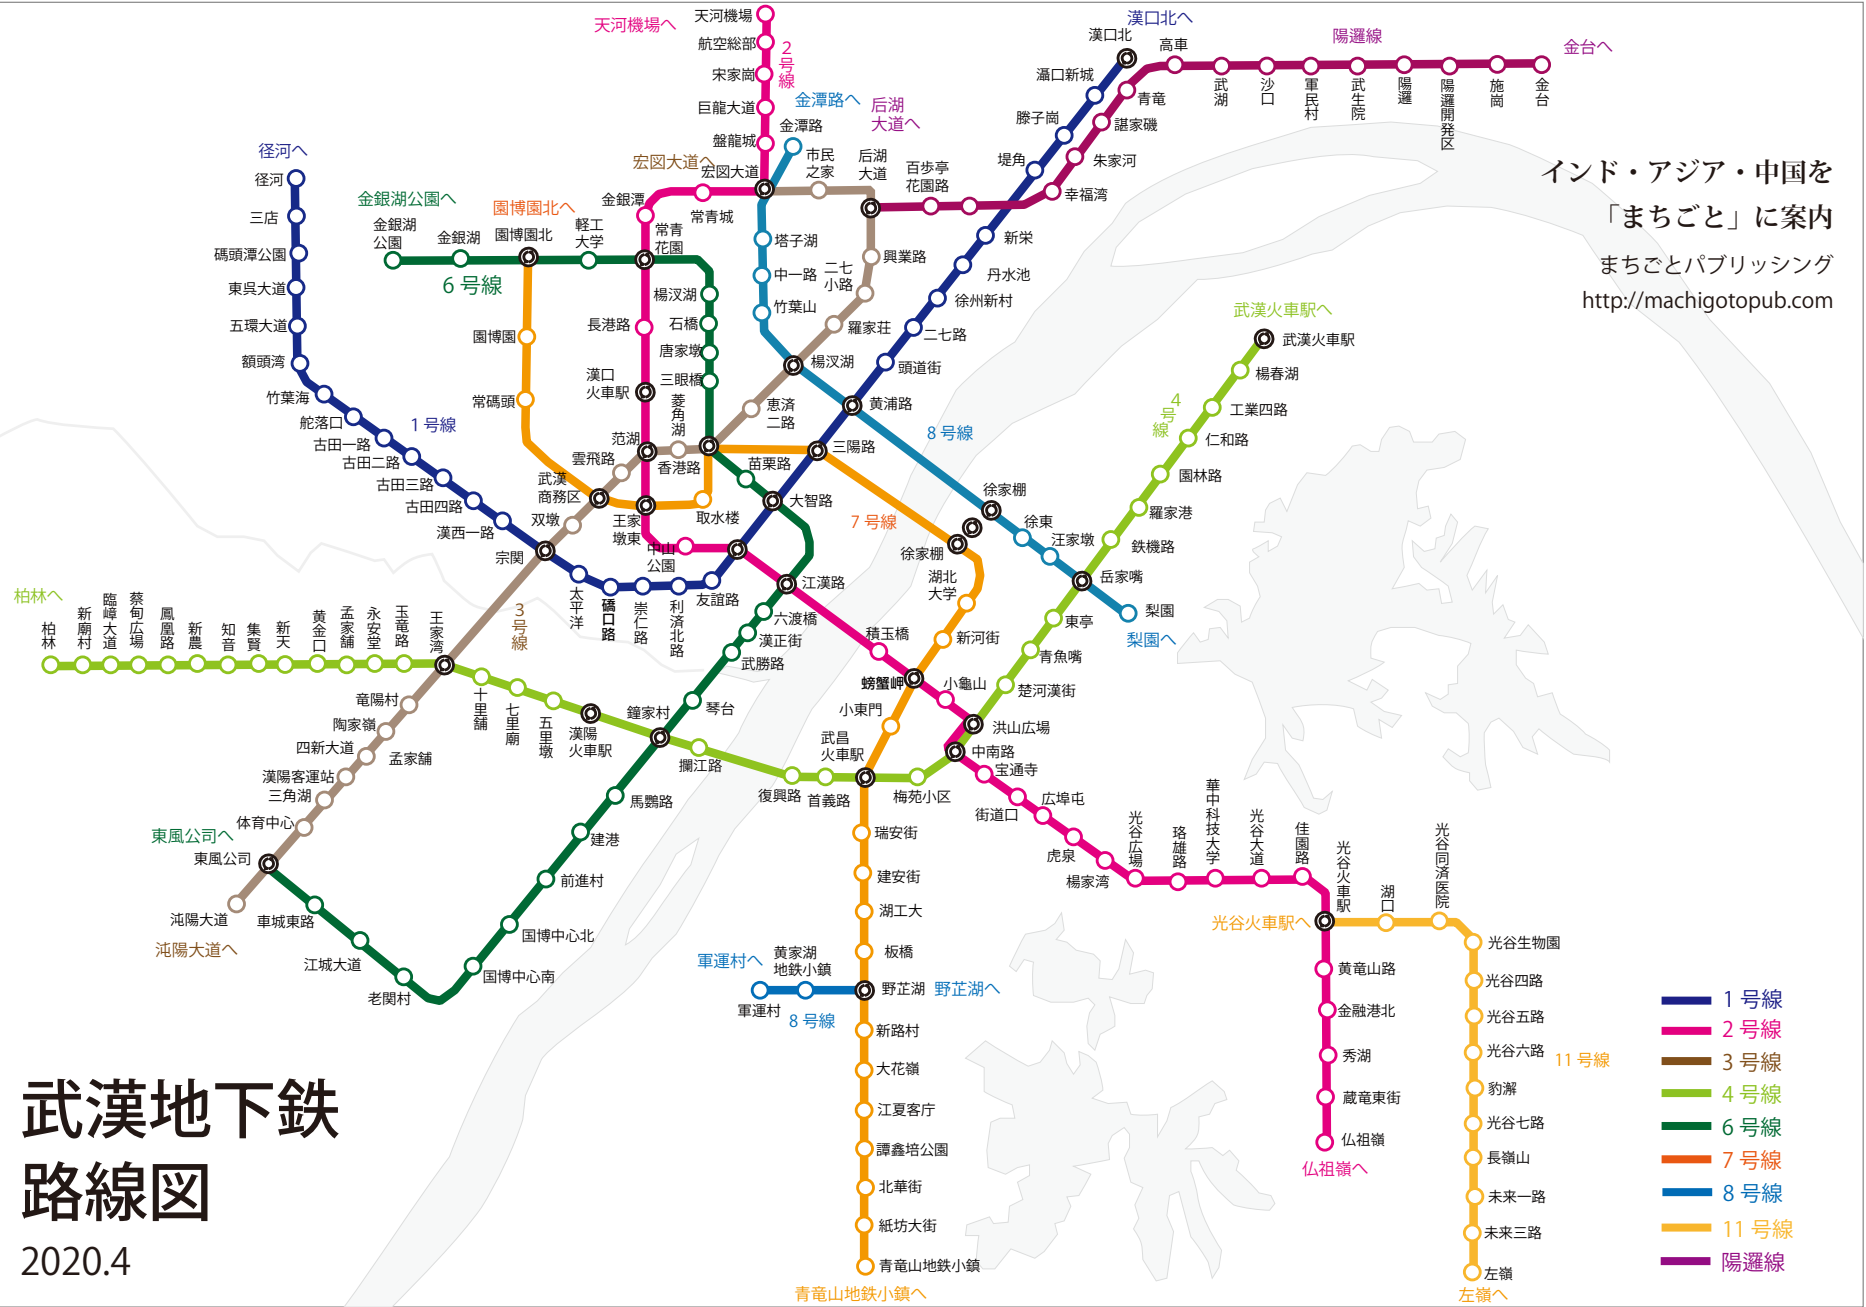 天河機場へ
天河機場
航空総部
宋家崗
巨龍大道
盤龍城
2号線
金潭路へ
金潭路
后湖
大道へ
宏図大道へ
宏図大道
市民
之家
后湖
大道
百歩亭
花園路
漢口北へ
漢口北
灄口新城
滕子崗
堤角
高車
青竜
諶家磯
朱家河
幸福湾
陽邏線
金台へ
武湖
沙口
軍民村
武生院
陽邏
陽邏開発区
施崗
金台
インド・アジア・中国を
「まちごと」に案内
まちごとパブリッシング
http://machigotopub.com
径河へ
径河
三店
碼頭潭公園
東呉大道
五環大道
額頭湾
竹葉海
舵落口
古田一路
古田二路
古田三路
古田四路
漢西一路
宗関
1号線
金銀湖公園へ
金銀湖
公園
金銀湖
6号線
園博園北へ
園博園北
軽工
大学
金銀潭
常青城
常青
花園
園博園
常碼頭
長港路
漢口
火車駅
楊汊湖
石橋
唐家墩
三眼橋
菱角湖
范湖
雲飛路
武漢
商務区
双墩
香港路
王家
墩東
取水楼
中山
公園
塔子湖
中一路
竹葉山
二七
小路
興業路
羅家荘
楊汊湖
恵済
二路
苗栗路
大智路
三陽路
黄浦路
頭道街
二七路
徐州新村
丹水池
新栄
8号線
7号線
徐家棚
徐家棚
徐東
汪家墩
岳家嘴
梨園
梨園へ
湖北
大学
新河街
武漢火車駅へ
武漢火車駅
楊春湖
工業四路
仁和路
園林路
羅家港
鉄機路
4号線
東亭
青魚嘴
楚河漢街
洪山広場
中南路
太平洋
礄口路
崇仁路
利済北路
友誼路
江漢路
六渡橋
漢正街
武勝路
琴台
積玉橋
螃蟹岬
小龜山
小東門
武昌
火車駅
柏林へ
柏林
新廟村
臨嶂大道
蔡甸広場
鳳凰路
新農
知音
集賢
新天
黄金口
孟家舗
永安堂
玉竜路
王家湾
3号線
十里舗
七里廟
五里墩
漢陽
火車駅
鐘家村
攔江路
復興路
首義路
梅苑小区
竜陽村
陶家嶺
四新大道
孟家舗
漢陽客運站
三角湖
体育中心
東風公司へ
東風公司
沌陽大道
沌陽大道へ
車城東路
江城大道
老関村
国博中心南
国博中心北
前進村
建港
馬鸚路
宝通寺
街道口
広埠屯
虎泉
楊家湾
光谷広場
珞雄路
華中科技大学
光谷大道
佳園路
光谷火車駅
光谷火車駅へ
湖口
光谷同済医院
光谷生物園
光谷四路
光谷五路
光谷六路
11号線
豹澥
光谷七路
長嶺山
未来一路
未来三路
左嶺
左嶺へ
黄竜山路
金融港北
秀湖
蔵竜東街
仏祖嶺
仏祖嶺へ
瑞安街
建安街
湖工大
板橋
野芷湖
野芷湖へ
軍運村へ
黄家湖
地鉄小鎮
軍運村
8号線
新路村
大花嶺
江夏客庁
譚鑫培公園
北華街
紙坊大街
青竜山地鉄小鎮
青竜山地鉄小鎮へ
1号線
2号線
3号線
4号線
6号線
7号線
8号線
11号線
陽邏線
武漢地下鉄
路線図
2020.4